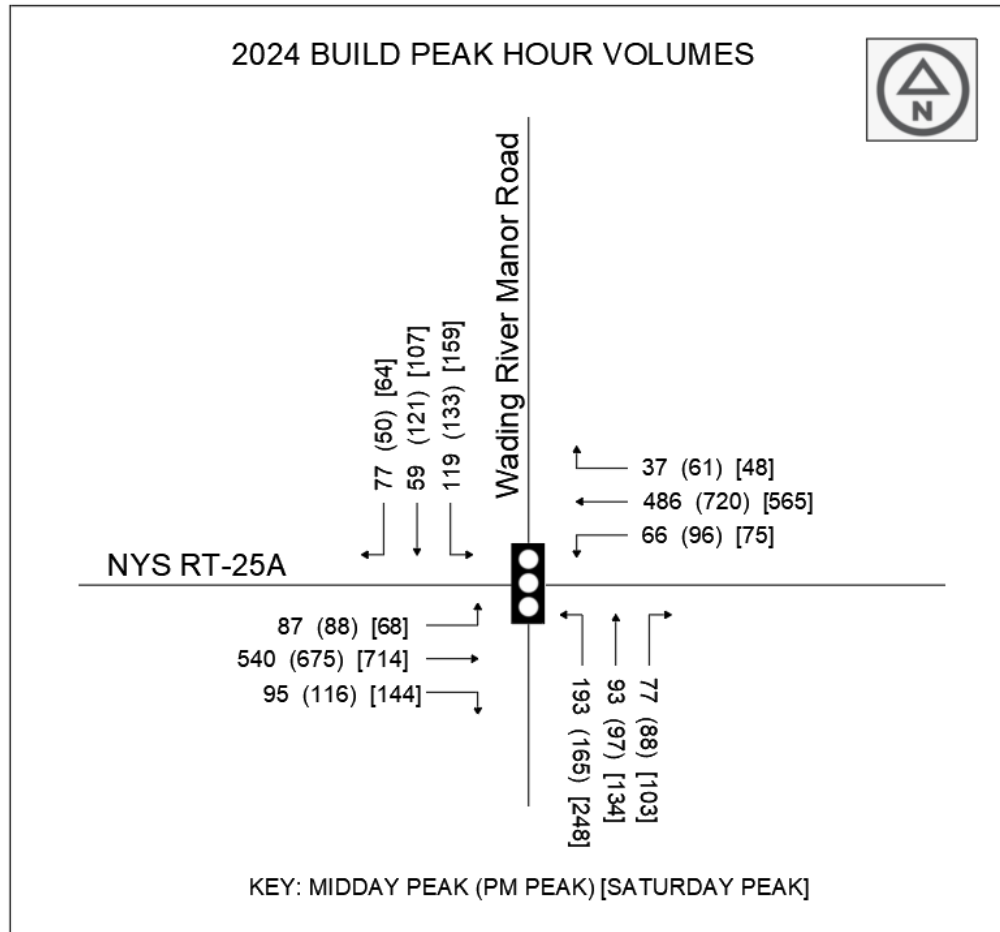 2024 BUILD PEAK HOUR VOLUMES
N
Wading River Manor Road
77 (50) [64]
59 (121) [107]
119 (133) [159]
37 (61) [48]
486 (720) [565]
66 (96) [75]
NYS RT-25A
87 (88) [68]
540 (675) [714]
95 (116) [144]
193 (165) [248]
93 (97) [134]
77 (88) [103]
KEY: MIDDAY PEAK (PM PEAK) [SATURDAY PEAK]